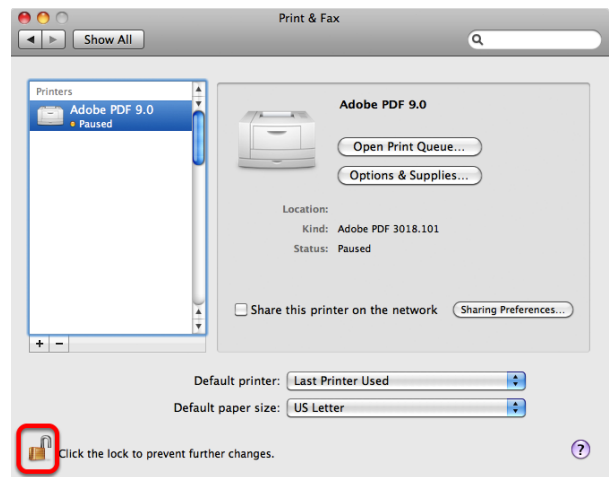 Print & Fax
Show All
Printers
Adobe PDF 9.0
Paused
Adobe PDF 9.0
Open Print Queue...
Options & Supplies...
Location:
Kind: Adobe PDF 3018.101
Status: Paused
Share this printer on the network Sharing Preferences...
+ −
Default printer: Last Printer Used
Default paper size: US Letter
Click the lock to prevent further changes. ?